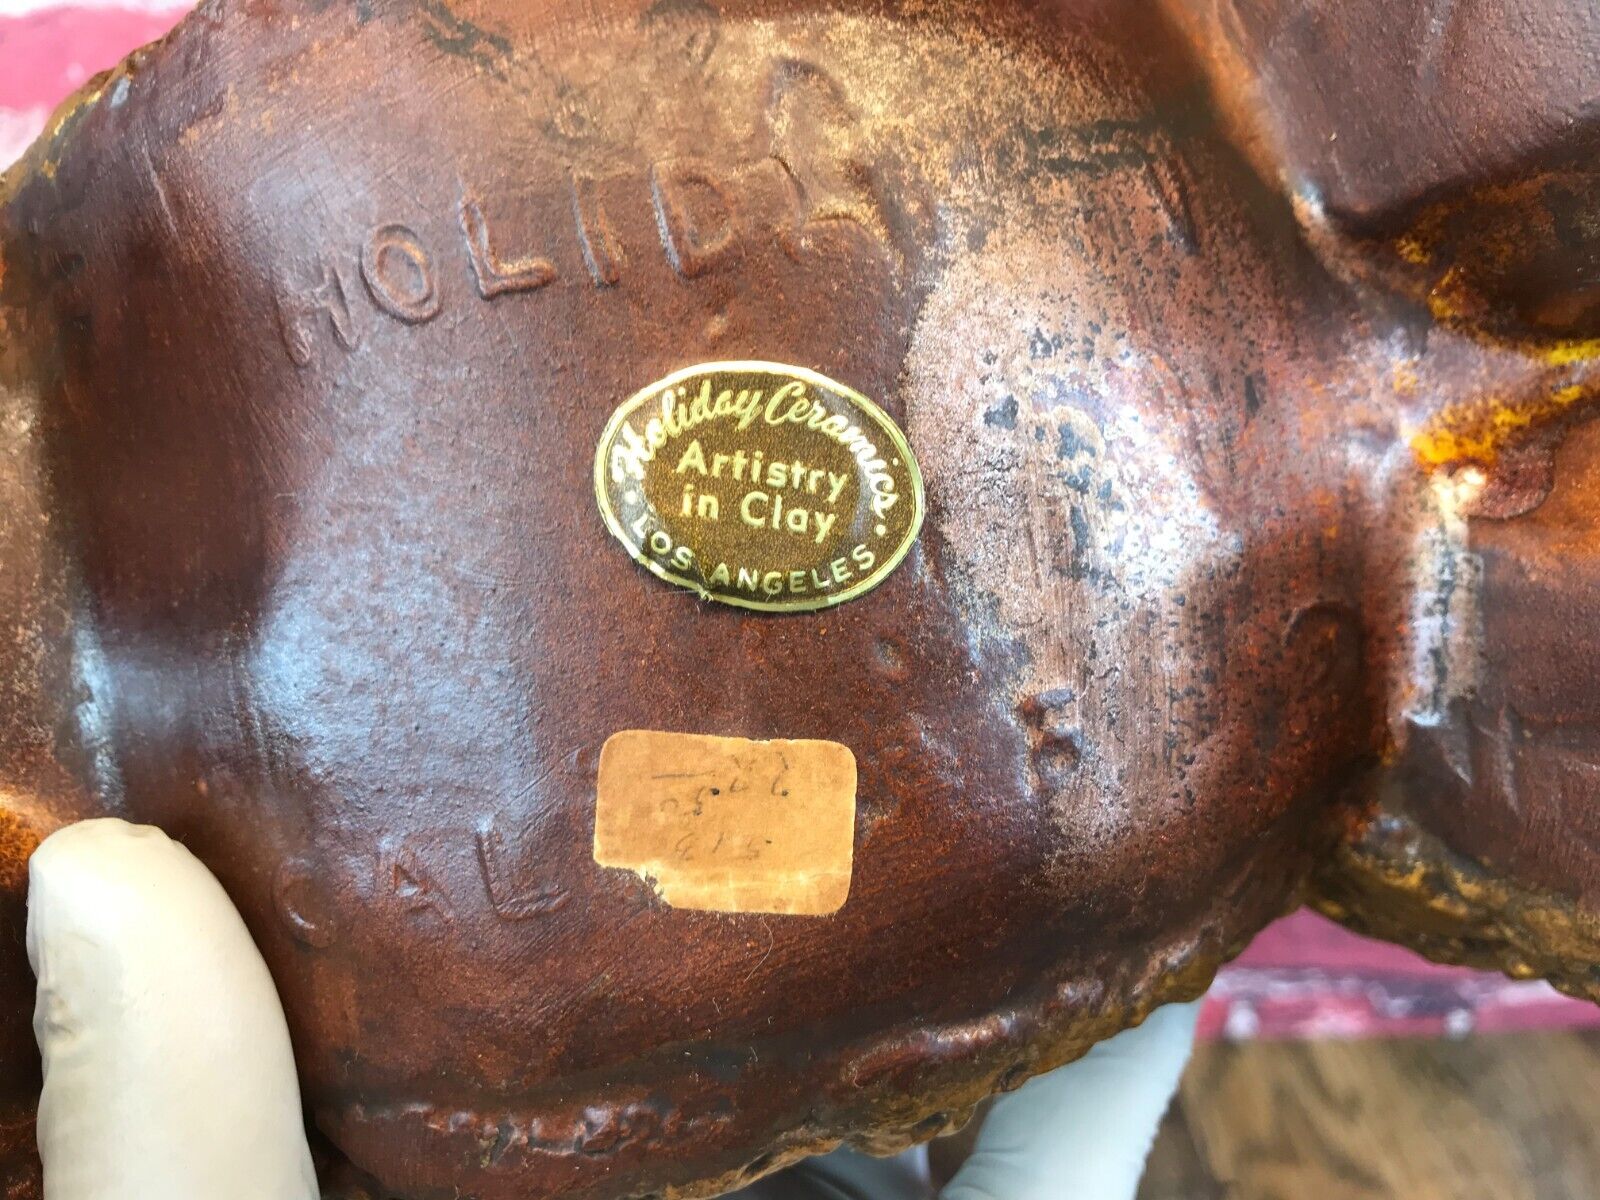 HOLIDAY
Holiday Ceramics
Artistry
in Clay
LOS ANGELES
CAL